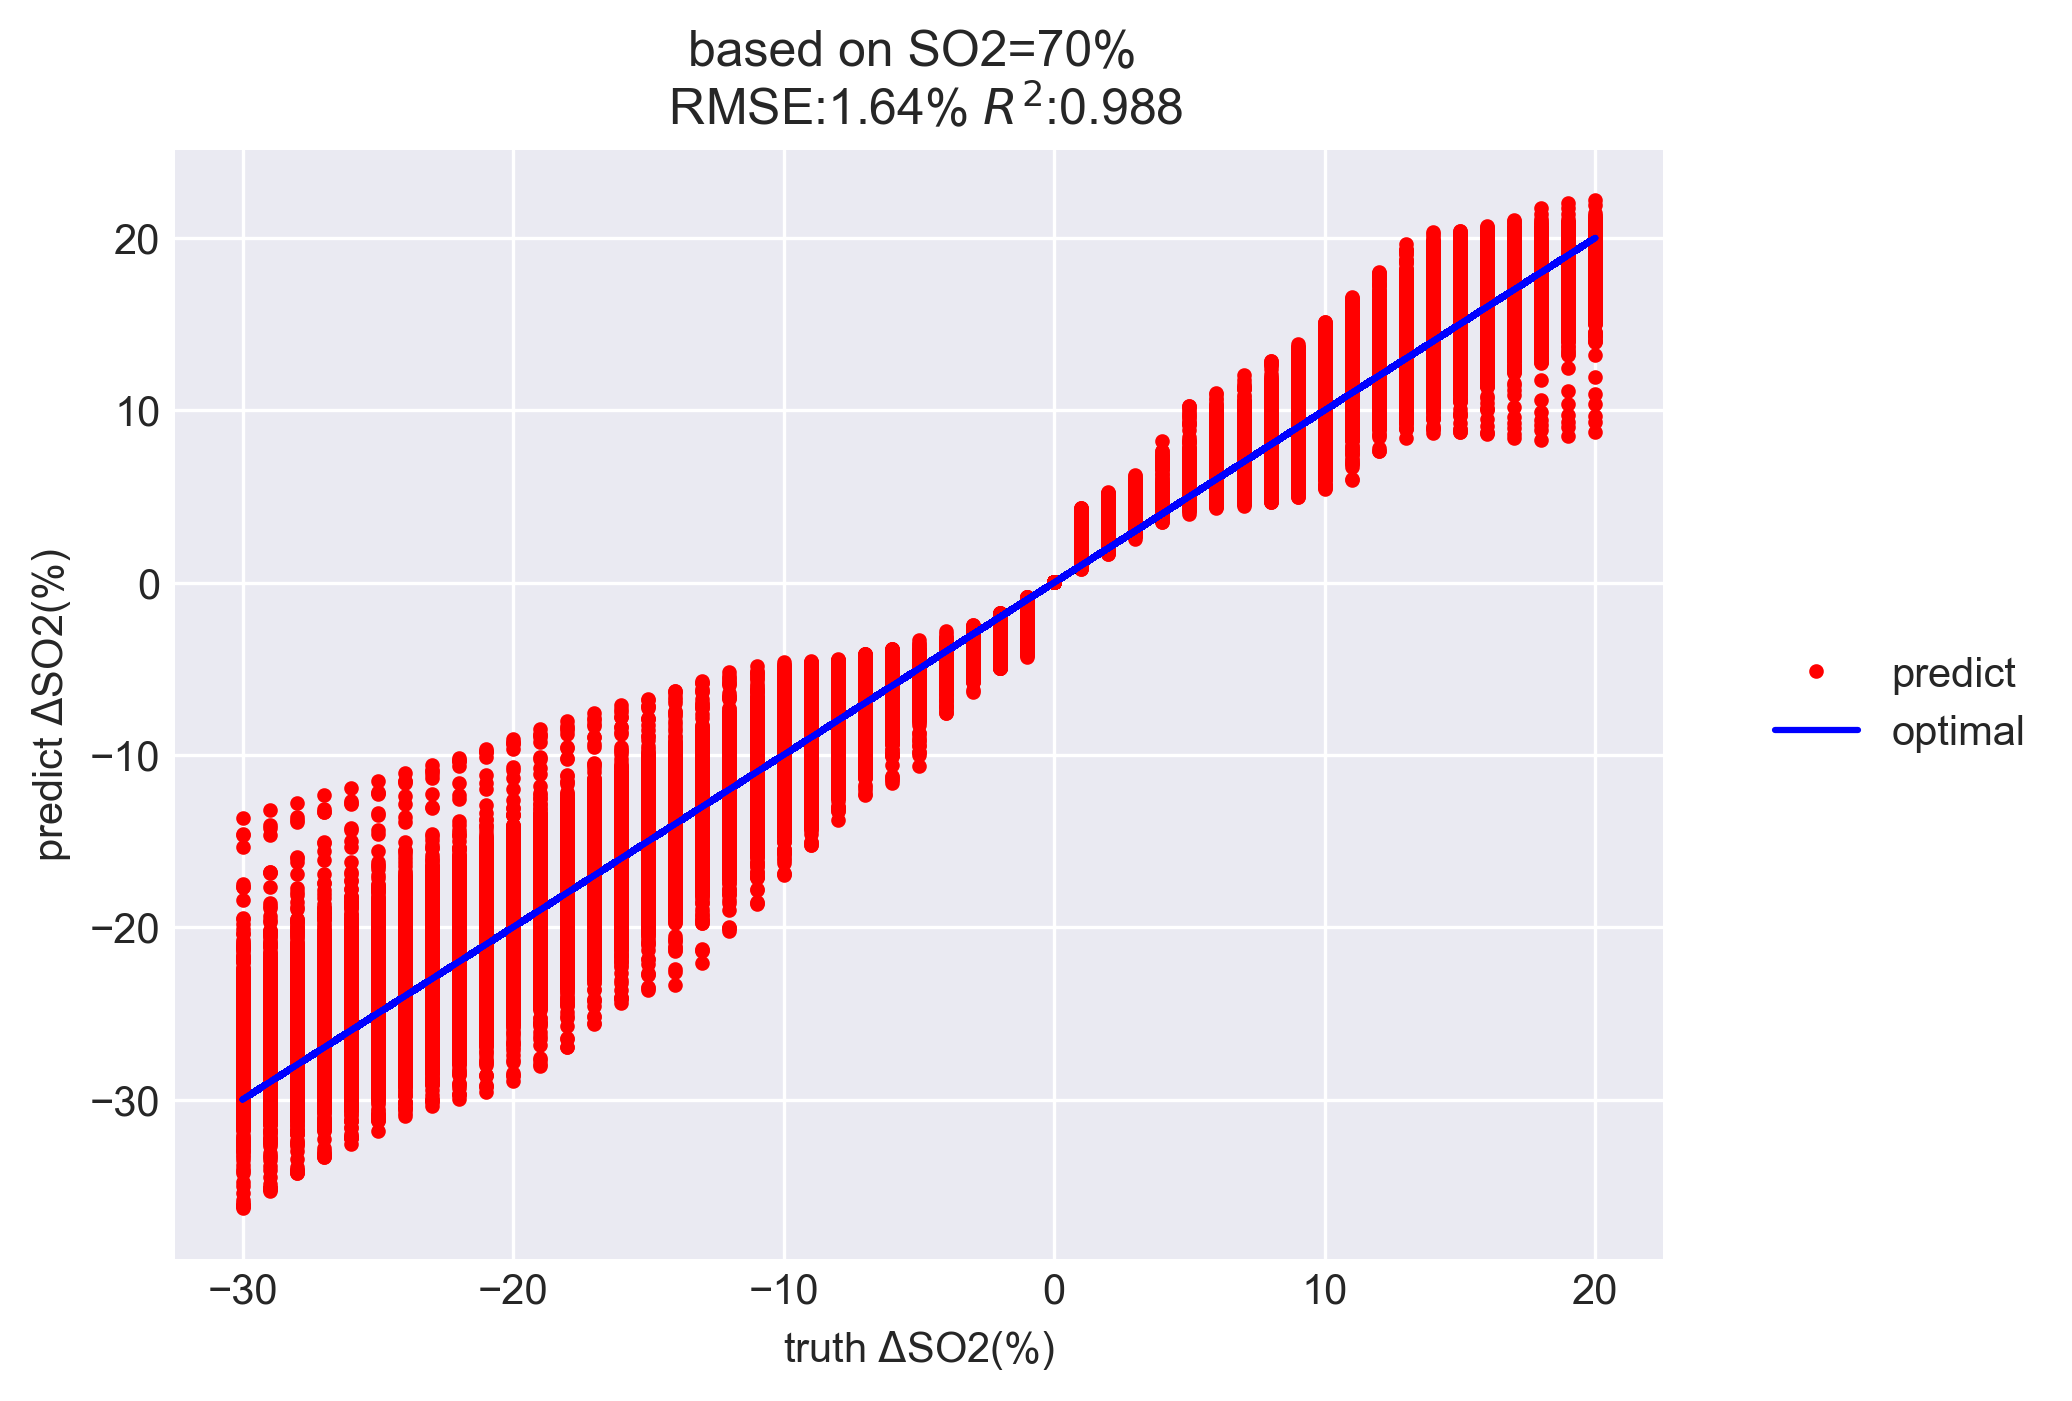 based on SO2=70%
RMSE:1.64% R²:0.988
predict ΔSO2(%)
20
10
0
−10
−20
−30
−30 −20 −10 0 10 20
truth ΔSO2(%)
predict
optimal